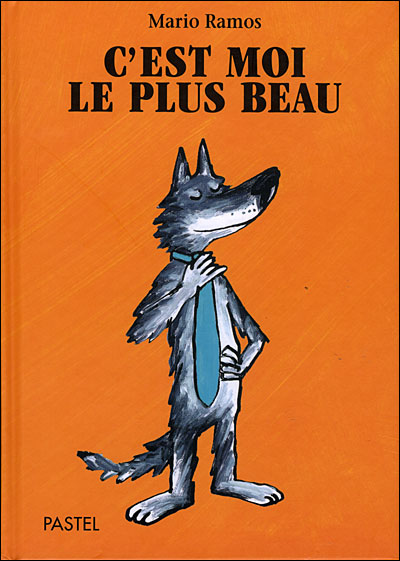 Mario Ramos
C'EST MOI
LE PLUS BEAU
PASTEL